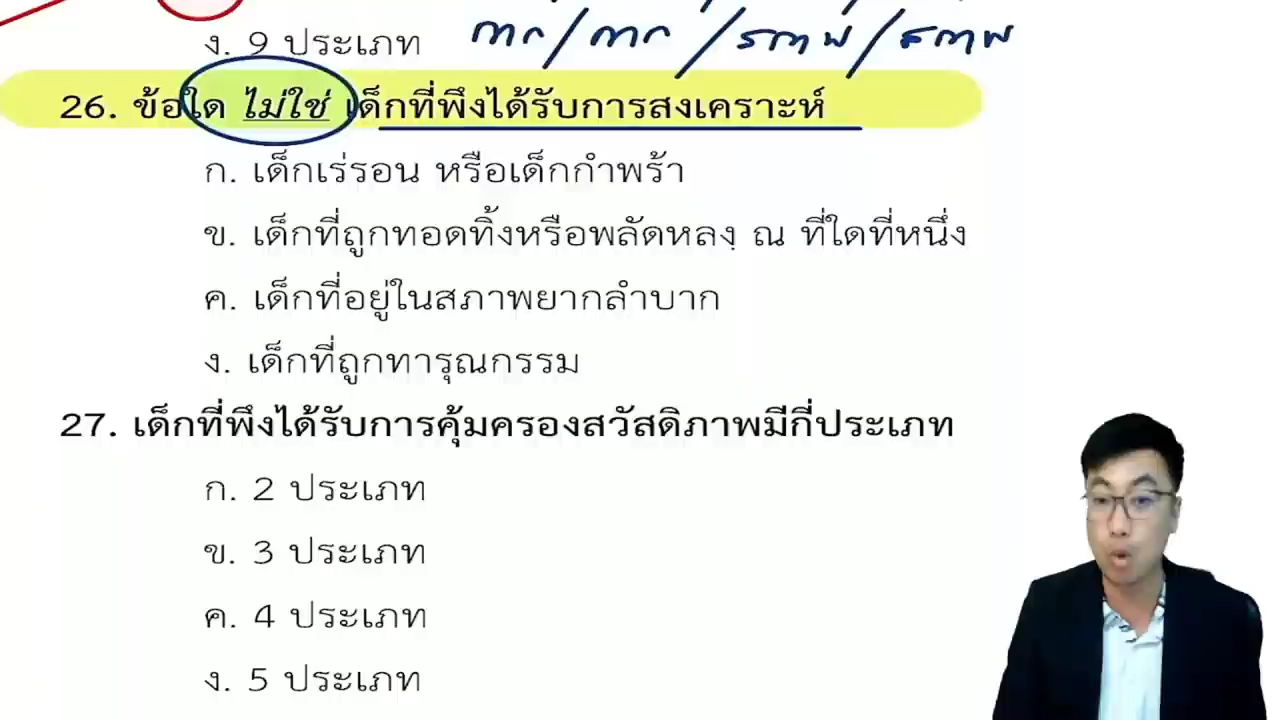 ง. 9 ประเภท
26. ข้อใด ไม่ใช่ เด็กที่พึงได้รับการสงเคราะห์
ก. เด็กเร่ร่อน หรือเด็กกำพร้า
ข. เด็กที่ถูกทอดทิ้งหรือพลัดหลง ณ ที่ใดที่หนึ่ง
ค. เด็กที่อยู่ในสภาพยากลำบาก
ง. เด็กที่ถูกทารุณกรรม
27. เด็กที่พึงได้รับการคุ้มครองสวัสดิภาพมีกี่ประเภท
ก. 2 ประเภท
ข. 3 ประเภท
ค. 4 ประเภท
ง. 5 ประเภท